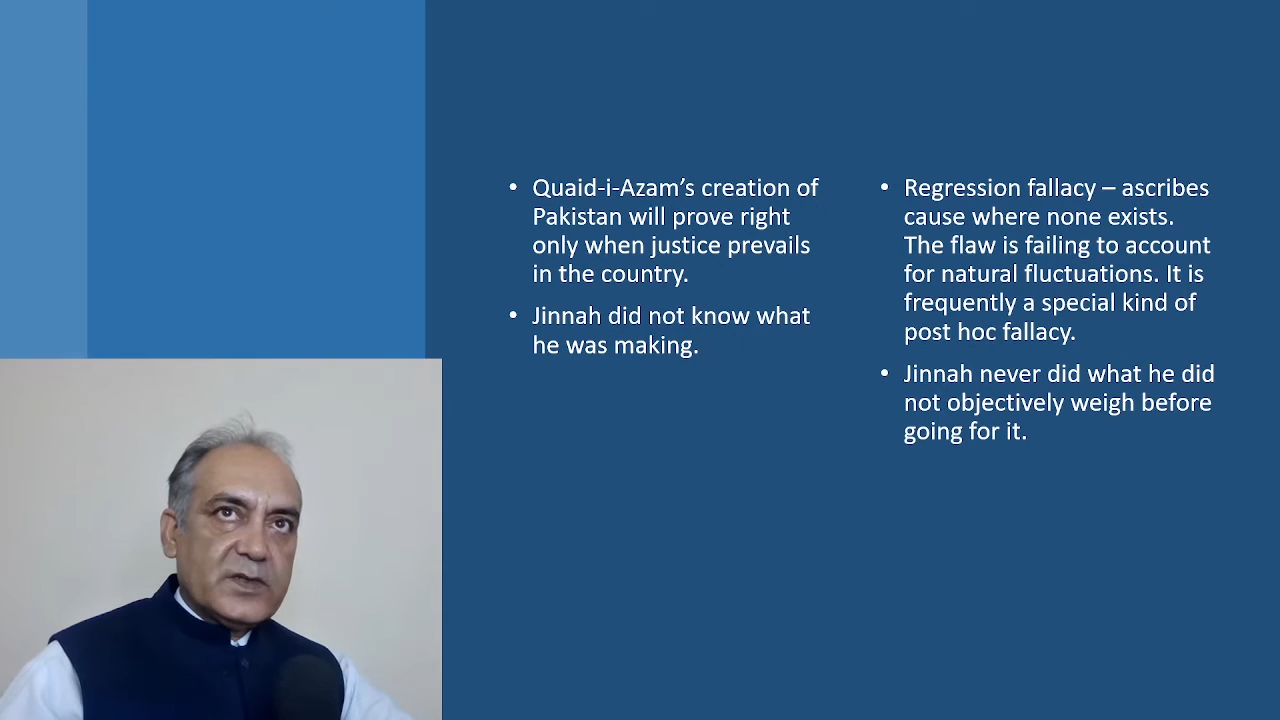 • Quaid-i-Azam’s creation of
Pakistan will prove right
only when justice prevails
in the country.
• Jinnah did not know what
he was making.
• Regression fallacy – ascribes
cause where none exists.
The flaw is failing to account
for natural fluctuations. It is
frequently a special kind of
post hoc fallacy.
• Jinnah never did what he did
not objectively weigh before
going for it.